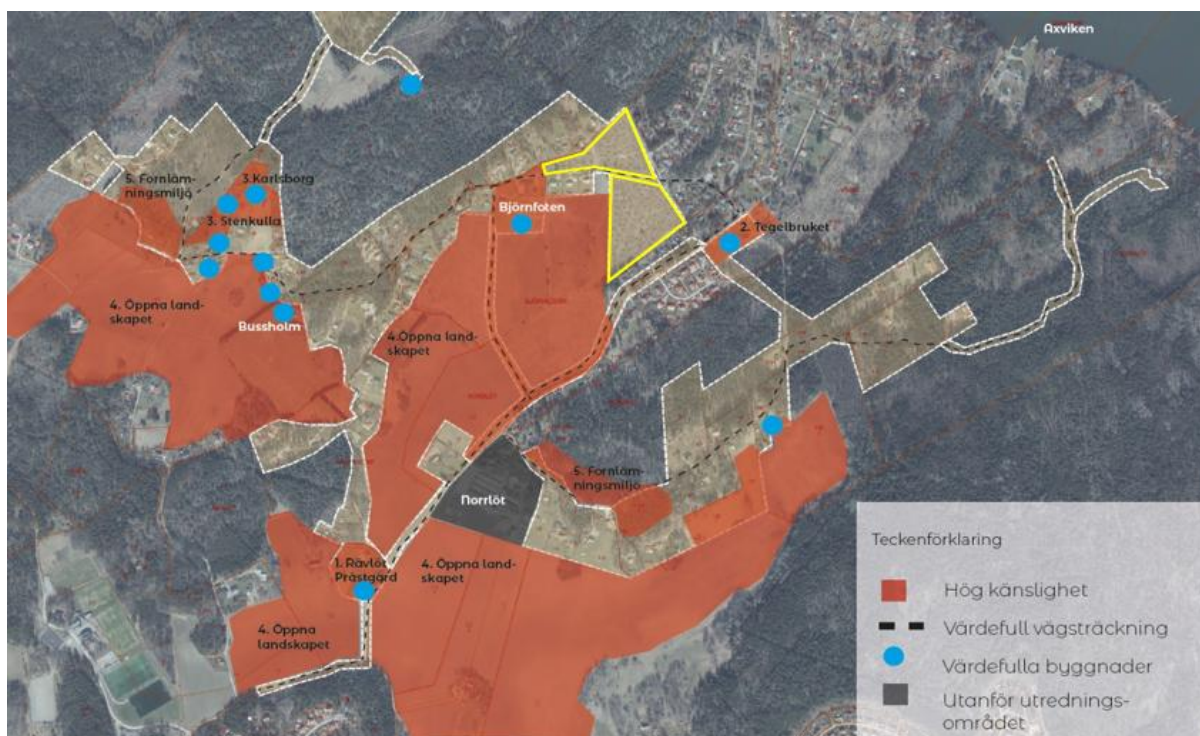 Axviken
5. Fornläm-
ningsmiljö
3.Karlsborg
3. Stenkulla
Björnfoten
2. Tegelbruket
4. Öppna land-
skapet
Bussholm
4.Öppna land-
skapet
5. Fornläm-
ningsmiljö
Norrlöt
1. Rävlöt
Prästgård
4. Öppna land-
skapet
4. Öppna
landskapet
Teckenförklaring
Hög känslighet
Värdefull vägsträckning
Värdefulla byggnader
Utanför utrednings-
området